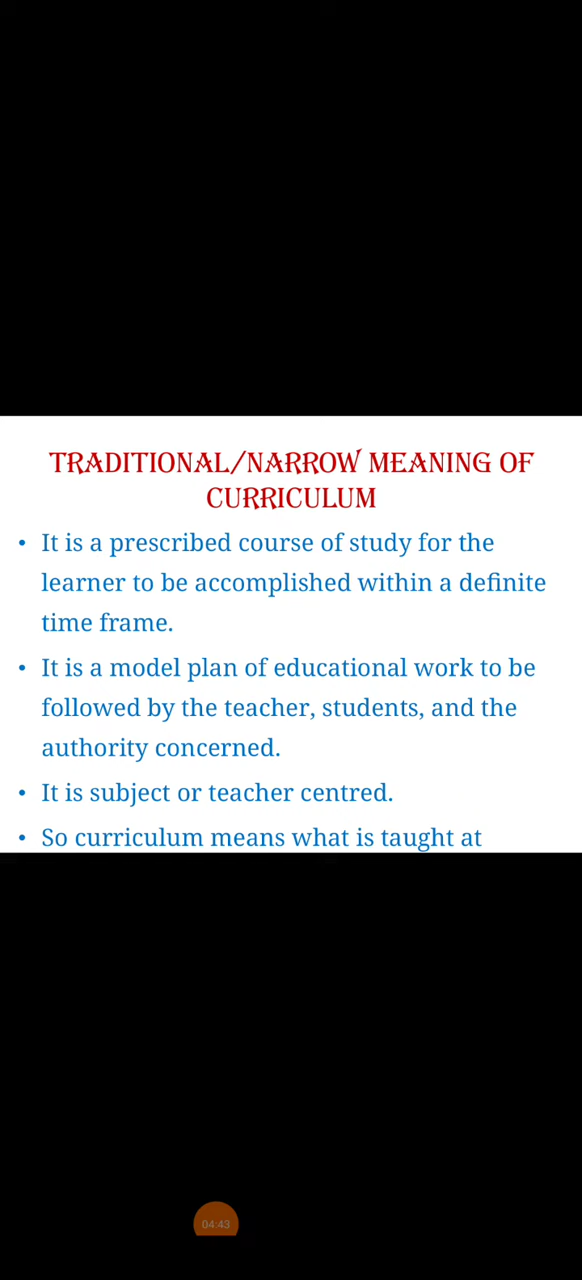 TRADITIONAL/NARROW MEANING OF
CURRICULUM
• It is a prescribed course of study for the
learner to be accomplished within a definite
time frame.
• It is a model plan of educational work to be
followed by the teacher, students, and the
authority concerned.
• It is subject or teacher centred.
• So curriculum means what is taught at
04:43